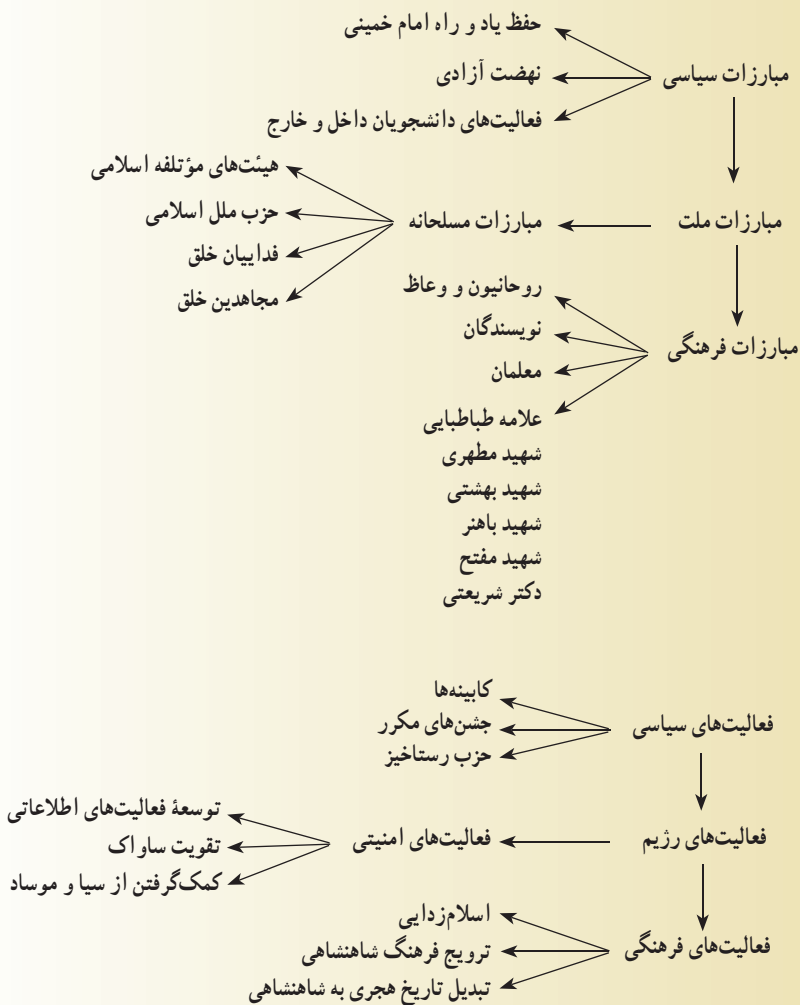 حفظ یاد و راه امام خمینی
مبارزات سیاسی
نهضت آزادی
فعالیت‌های دانشجویان داخل و خارج
هیئت‌های مؤتلفه اسلامی
مبارزات ملت
مبارزات مسلحانه
حزب ملل اسلامی
فداییان خلق
مجاهدین خلق
روحانیون و وعاظ
نویسندگان
مبارزات فرهنگی
معلمان
علامه طباطبایی
شهید مطهری
شهید بهشتی
شهید باهنر
شهید مفتح
دکتر شریعتی
کابینه‌ها
فعالیت‌های سیاسی
جشن‌های مکرر
حزب رستاخیز
توسعهٔ فعالیت‌های اطلاعاتی
فعالیت‌های رژیم
فعالیت‌های امنیتی
تقویت ساواک
کمک‌گرفتن از سیا و موساد
اسلام‌زدایی
فعالیت‌های فرهنگی
ترویج فرهنگ شاهنشاهی
تبدیل تاریخ هجری به شاهنشاهی